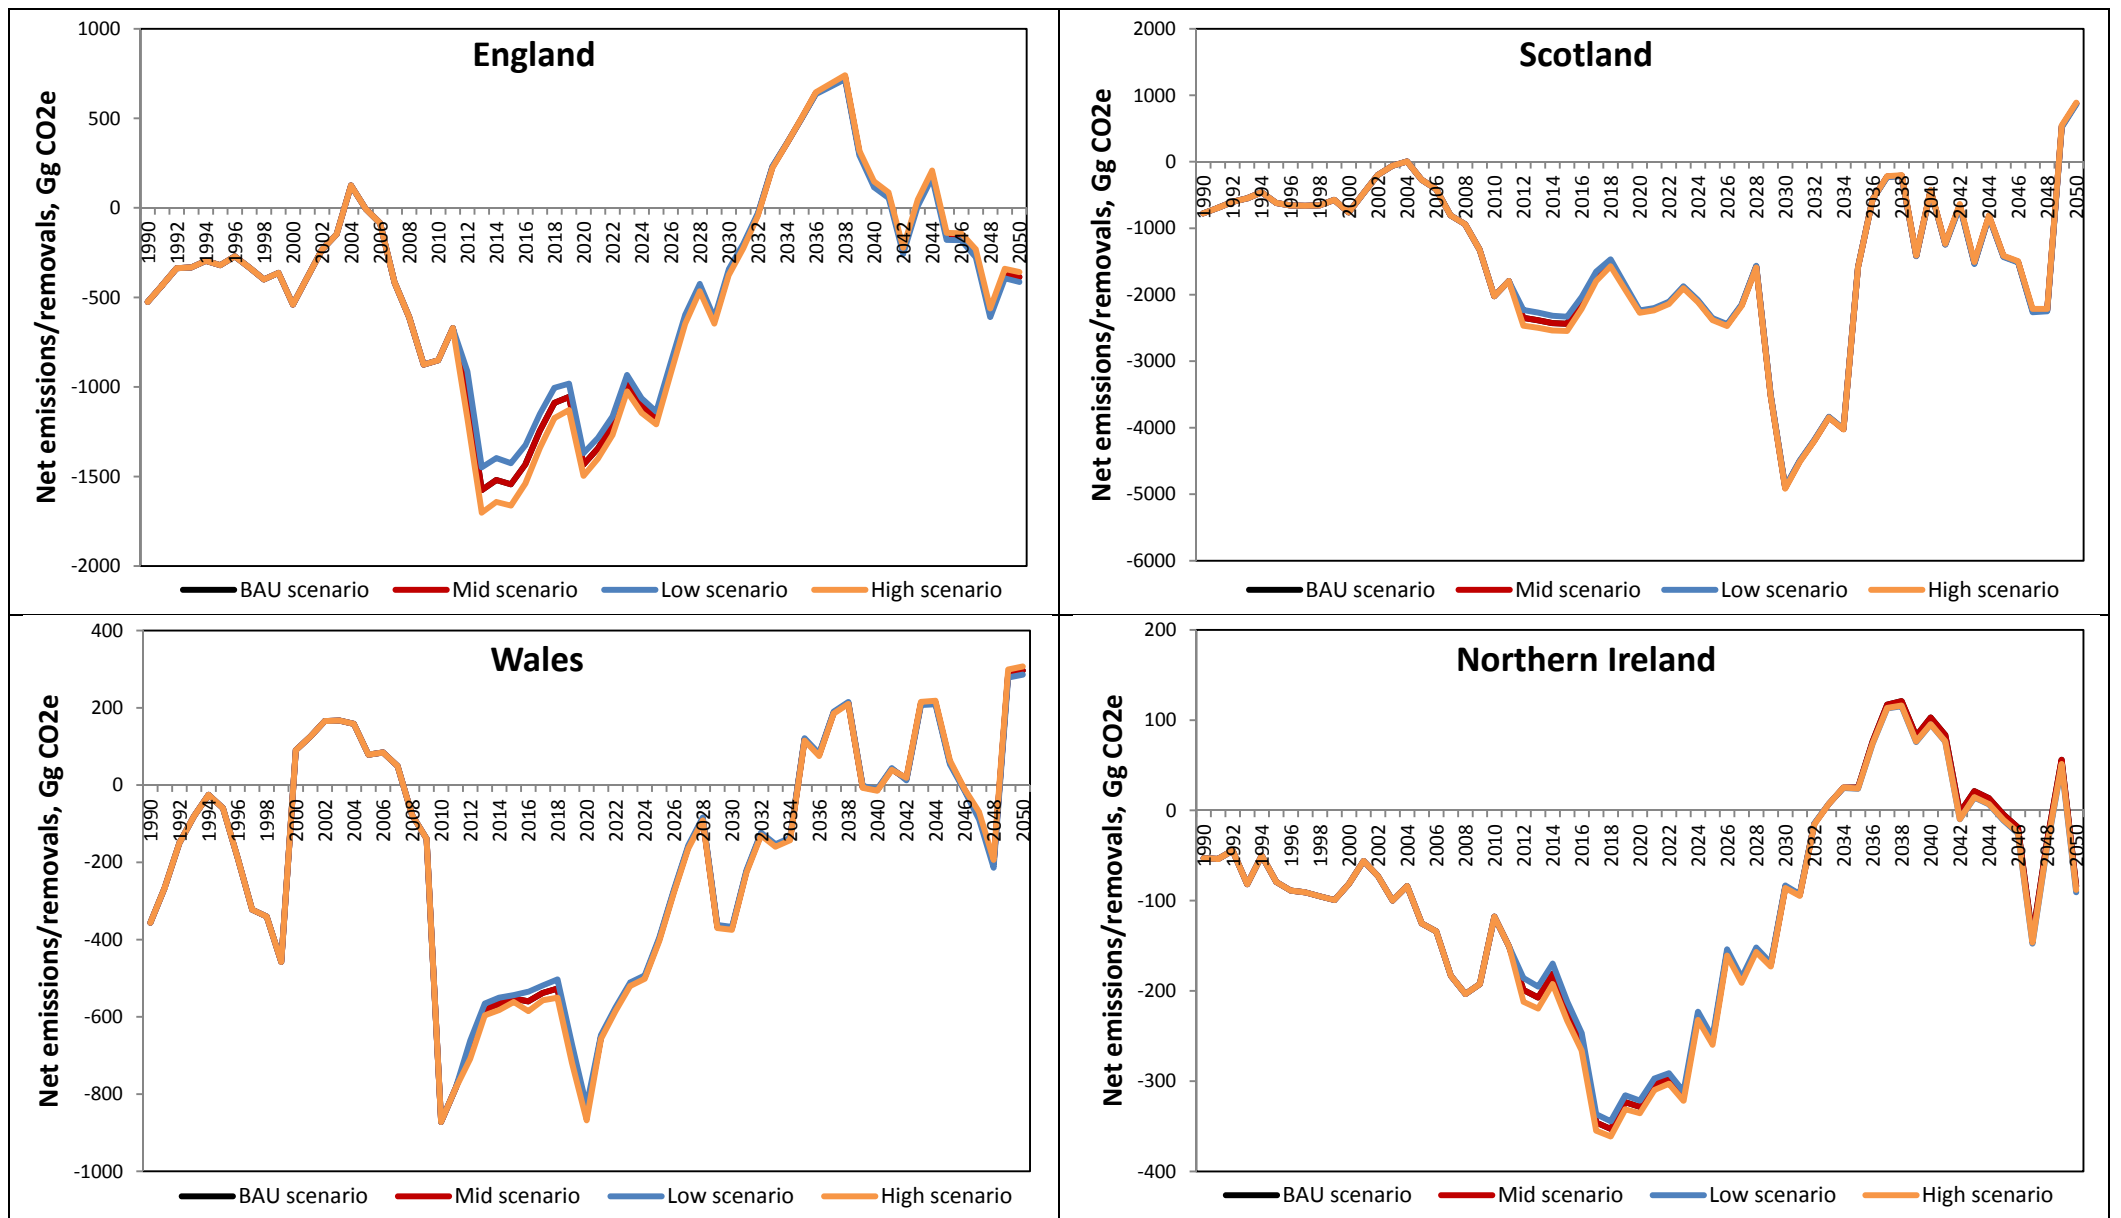 England
Net emissions/removals, Gg CO2e
1000
500
0
-500
-1000
-1500
-2000
1990 1992 1994 1996 1998 2000 2002 2004 2006 2008 2010 2012 2014 2016 2018 2020 2022 2024 2026 2028 2030 2032 2034 2036 2038 2040 2042 2044 2046 2048 2050
BAU scenario Mid scenario Low scenario High scenario
Scotland
Net emissions/removals, Gg CO2e
2000
1000
0
-1000
-2000
-3000
-4000
-5000
-6000
1990 1992 1994 1996 1998 2000 2002 2004 2006 2008 2010 2012 2014 2016 2018 2020 2022 2024 2026 2028 2030 2032 2034 2036 2038 2040 2042 2044 2046 2048 2050
BAU scenario Mid scenario Low scenario High scenario
Wales
Net emissions/removals, Gg CO2e
400
200
0
-200
-400
-600
-800
-1000
1990 1992 1994 1996 1998 2000 2002 2004 2006 2008 2010 2012 2014 2016 2018 2020 2022 2024 2026 2028 2030 2032 2034 2036 2038 2040 2042 2044 2046 2048 2050
BAU scenario Mid scenario Low scenario High scenario
Northern Ireland
Net emissions/removals, Gg CO2e
200
100
0
-100
-200
-300
-400
1990 1992 1994 1996 1998 2000 2002 2004 2006 2008 2010 2012 2014 2016 2018 2020 2022 2024 2026 2028 2030 2032 2034 2036 2038 2040 2042 2044 2046 2048 2050
BAU scenario Mid scenario Low scenario High scenario